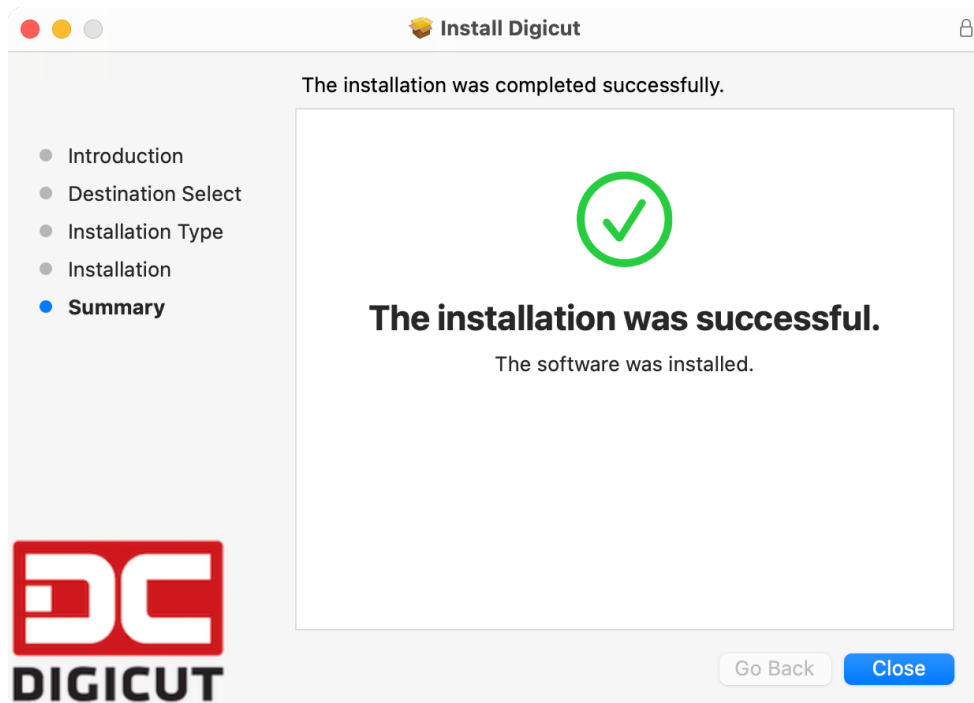 Install Digicut
The installation was completed successfully.
Introduction
Destination Select
Installation Type
Installation
Summary
The installation was successful.
The software was installed.
DC
DIGICUT
Go Back
Close